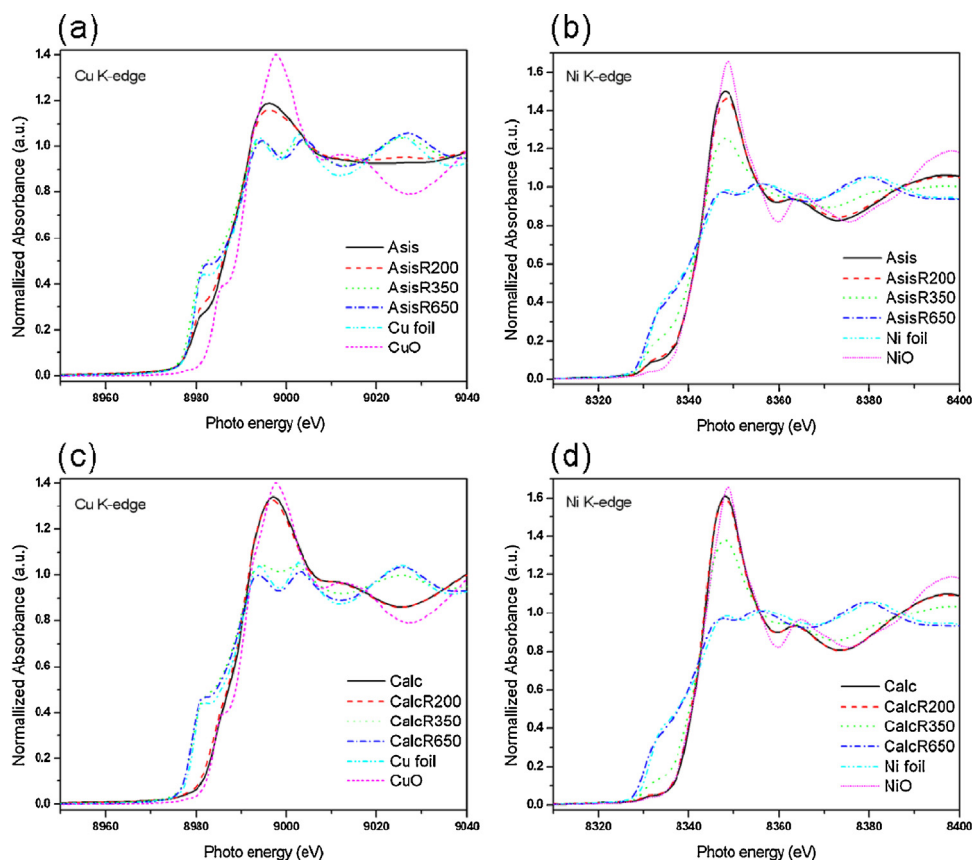 (a)
Cu K-edge
Normalized Absorbance (a.u.)
1.4
1.2
1.0
0.8
0.6
0.4
0.2
0.0
Asis
AsisR200
AsisR350
AsisR650
Cu foil
CuO
8960 8980 9000 9020 9040
Photo energy (eV)
(b)
Ni K-edge
Normallized Absorbance (a.u.)
1.6
1.4
1.2
1.0
0.8
0.6
0.4
0.2
0.0
Asis
AsisR200
AsisR350
AsisR650
Ni foil
NiO
8320 8340 8360 8380 8400
Photo energy (eV)
(c)
Cu K-edge
Normallized Absorbance (a.u.)
1.4
1.2
1.0
0.8
0.6
0.4
0.2
0.0
Calc
CalcR200
CalcR350
CalcR650
Cu foil
CuO
8960 8980 9000 9020 9040
Photo energy (eV)
(d)
Ni K-edge
Normallized Absorbance (a.u.)
1.6
1.4
1.2
1.0
0.8
0.6
0.4
0.2
0.0
Calc
CalcR200
CalcR350
CalcR650
Ni foil
NiO
8320 8340 8360 8380 8400
Photo energy (eV)